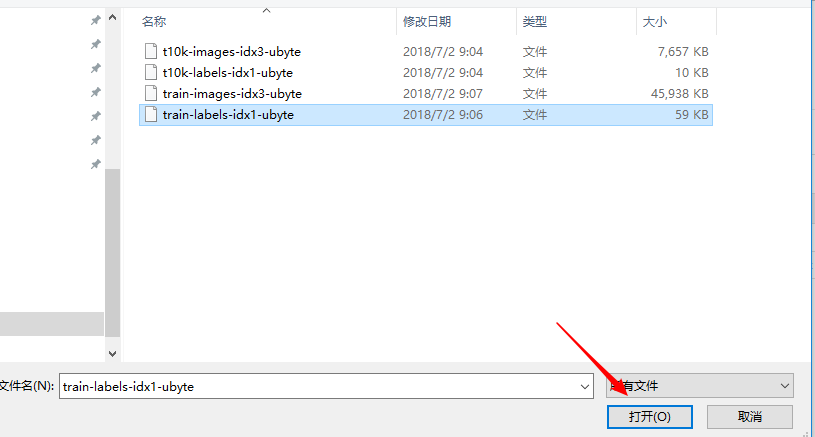 名称 修改日期 类型 大小
t10k-images-idx3-ubyte 2018/7/2 9:04 文件 7,657 KB
t10k-labels-idx1-ubyte 2018/7/2 9:04 文件 10 KB
train-images-idx3-ubyte 2018/7/2 9:07 文件 45,938 KB
train-labels-idx1-ubyte 2018/7/2 9:06 文件 59 KB
文件名(N): train-labels-idx1-ubyte 所有文件
打开(O) 取消